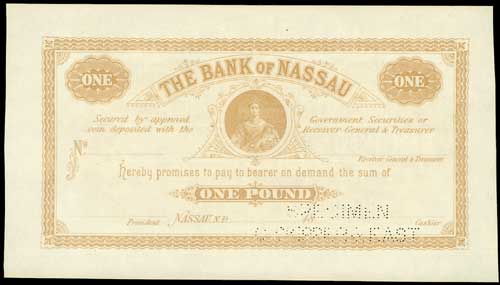 THE BANK OF NASSAU
ONE ONE
Secured by approved Government Securities or
coin deposited with the Receiver General & Treasurer
No
Receiver General & Treasurer
Hereby promises to pay to bearer on demand the sum of
ONE POUND
NASSAU N.P.
SPECIMEN
President Cashier
EAST